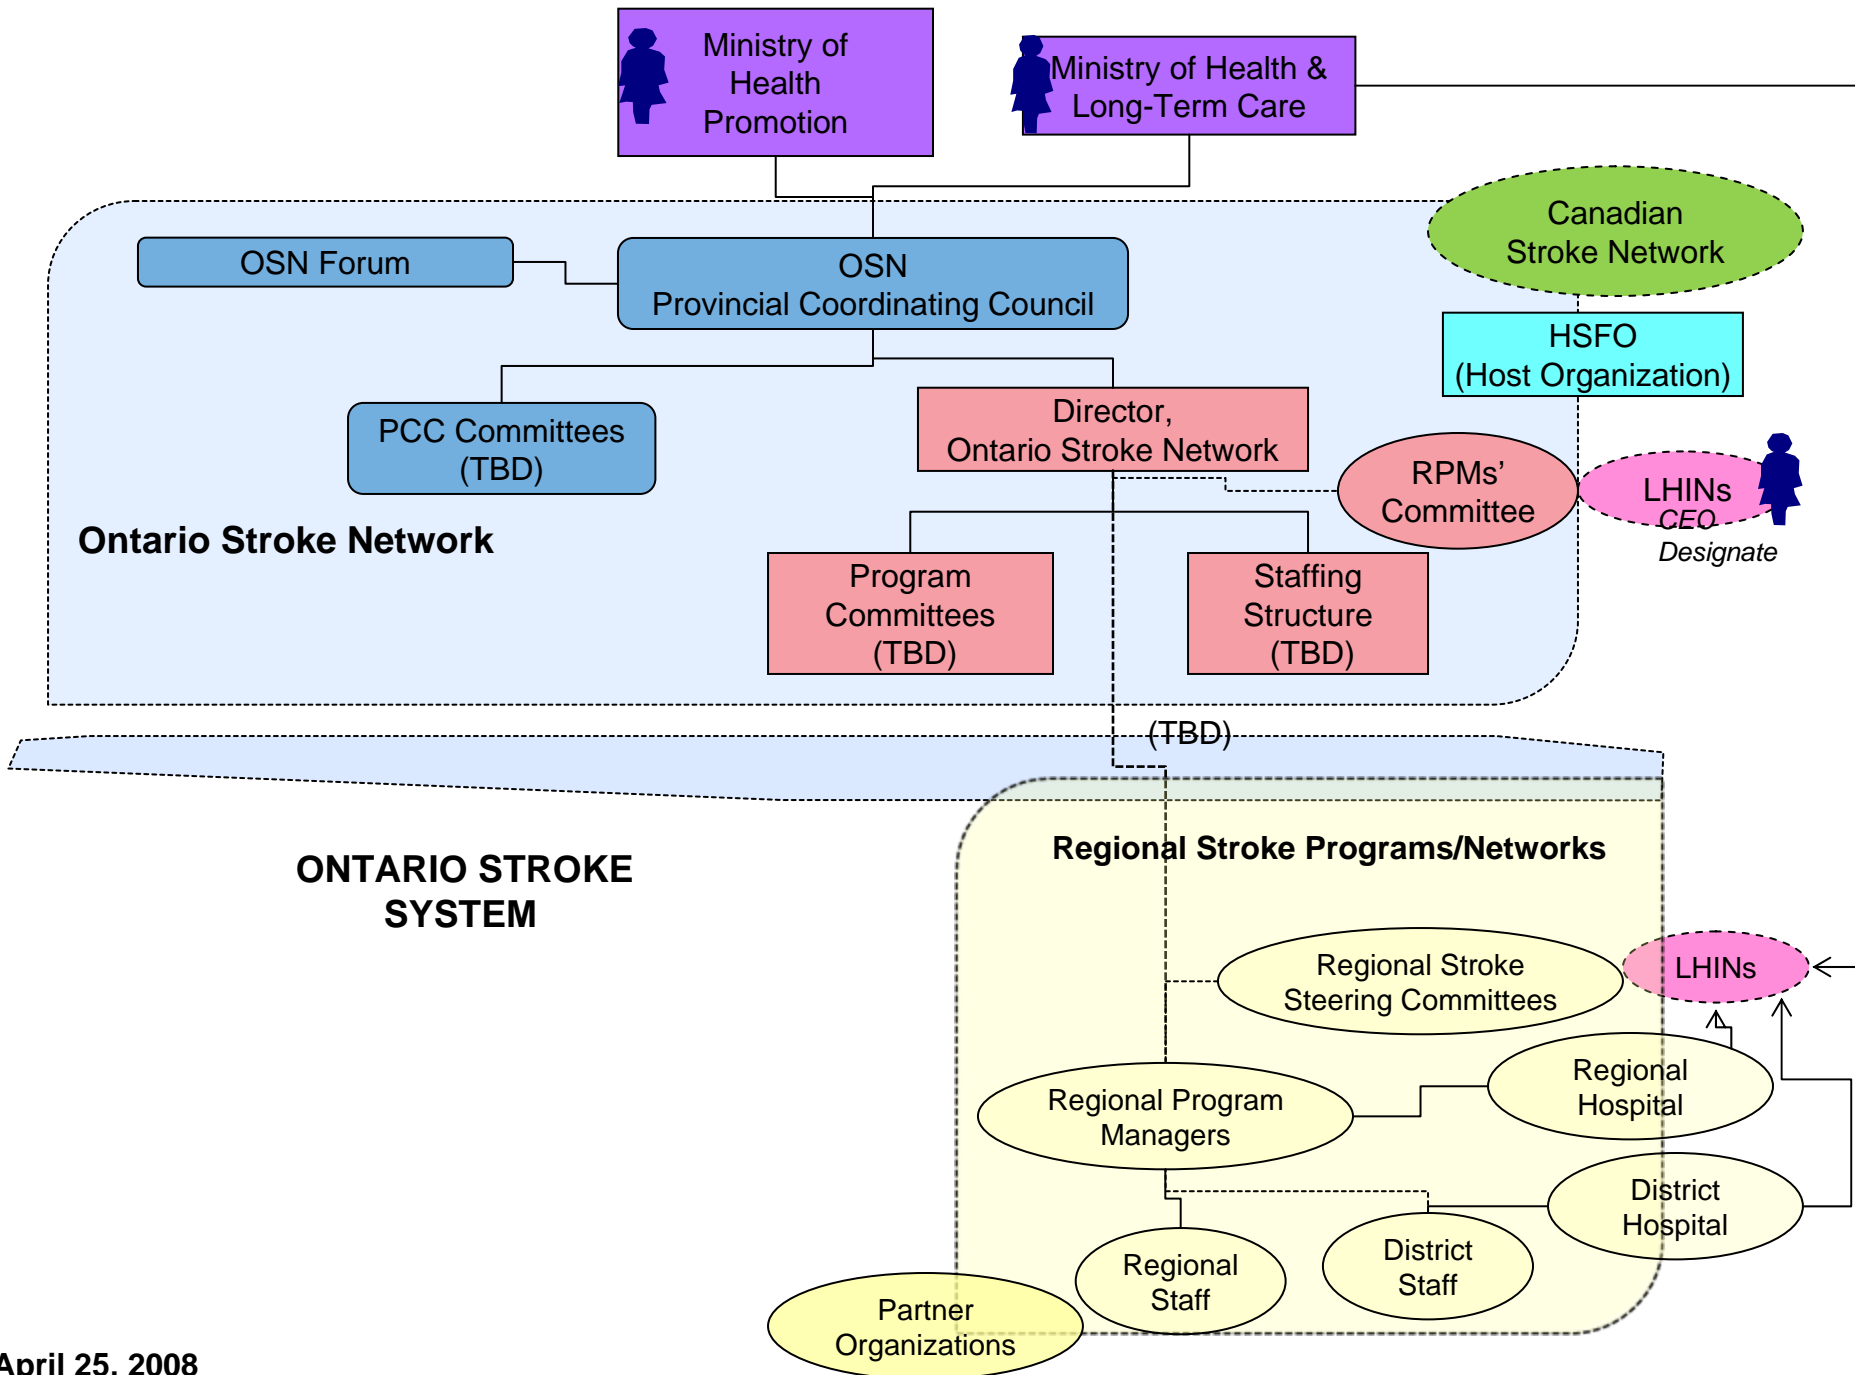 Ministry of
Health
Promotion
Ministry of Health &
Long-Term Care
Canadian
Stroke Network
OSN Forum
OSN
Provincial Coordinating Council
HSFO
(Host Organization)
PCC Committees
(TBD)
Director,
Ontario Stroke Network
RPMs’
Committee
LHINs
CEO
Designate
Ontario Stroke Network
Program
Committees
(TBD)
Staffing
Structure
(TBD)
(TBD)
ONTARIO STROKE
SYSTEM
Regional Stroke Programs/Networks
Regional Stroke
Steering Committees
LHINs
Regional Program
Managers
Regional
Hospital
District
Hospital
Regional
Staff
District
Staff
Partner
Organizations
April 25, 2008